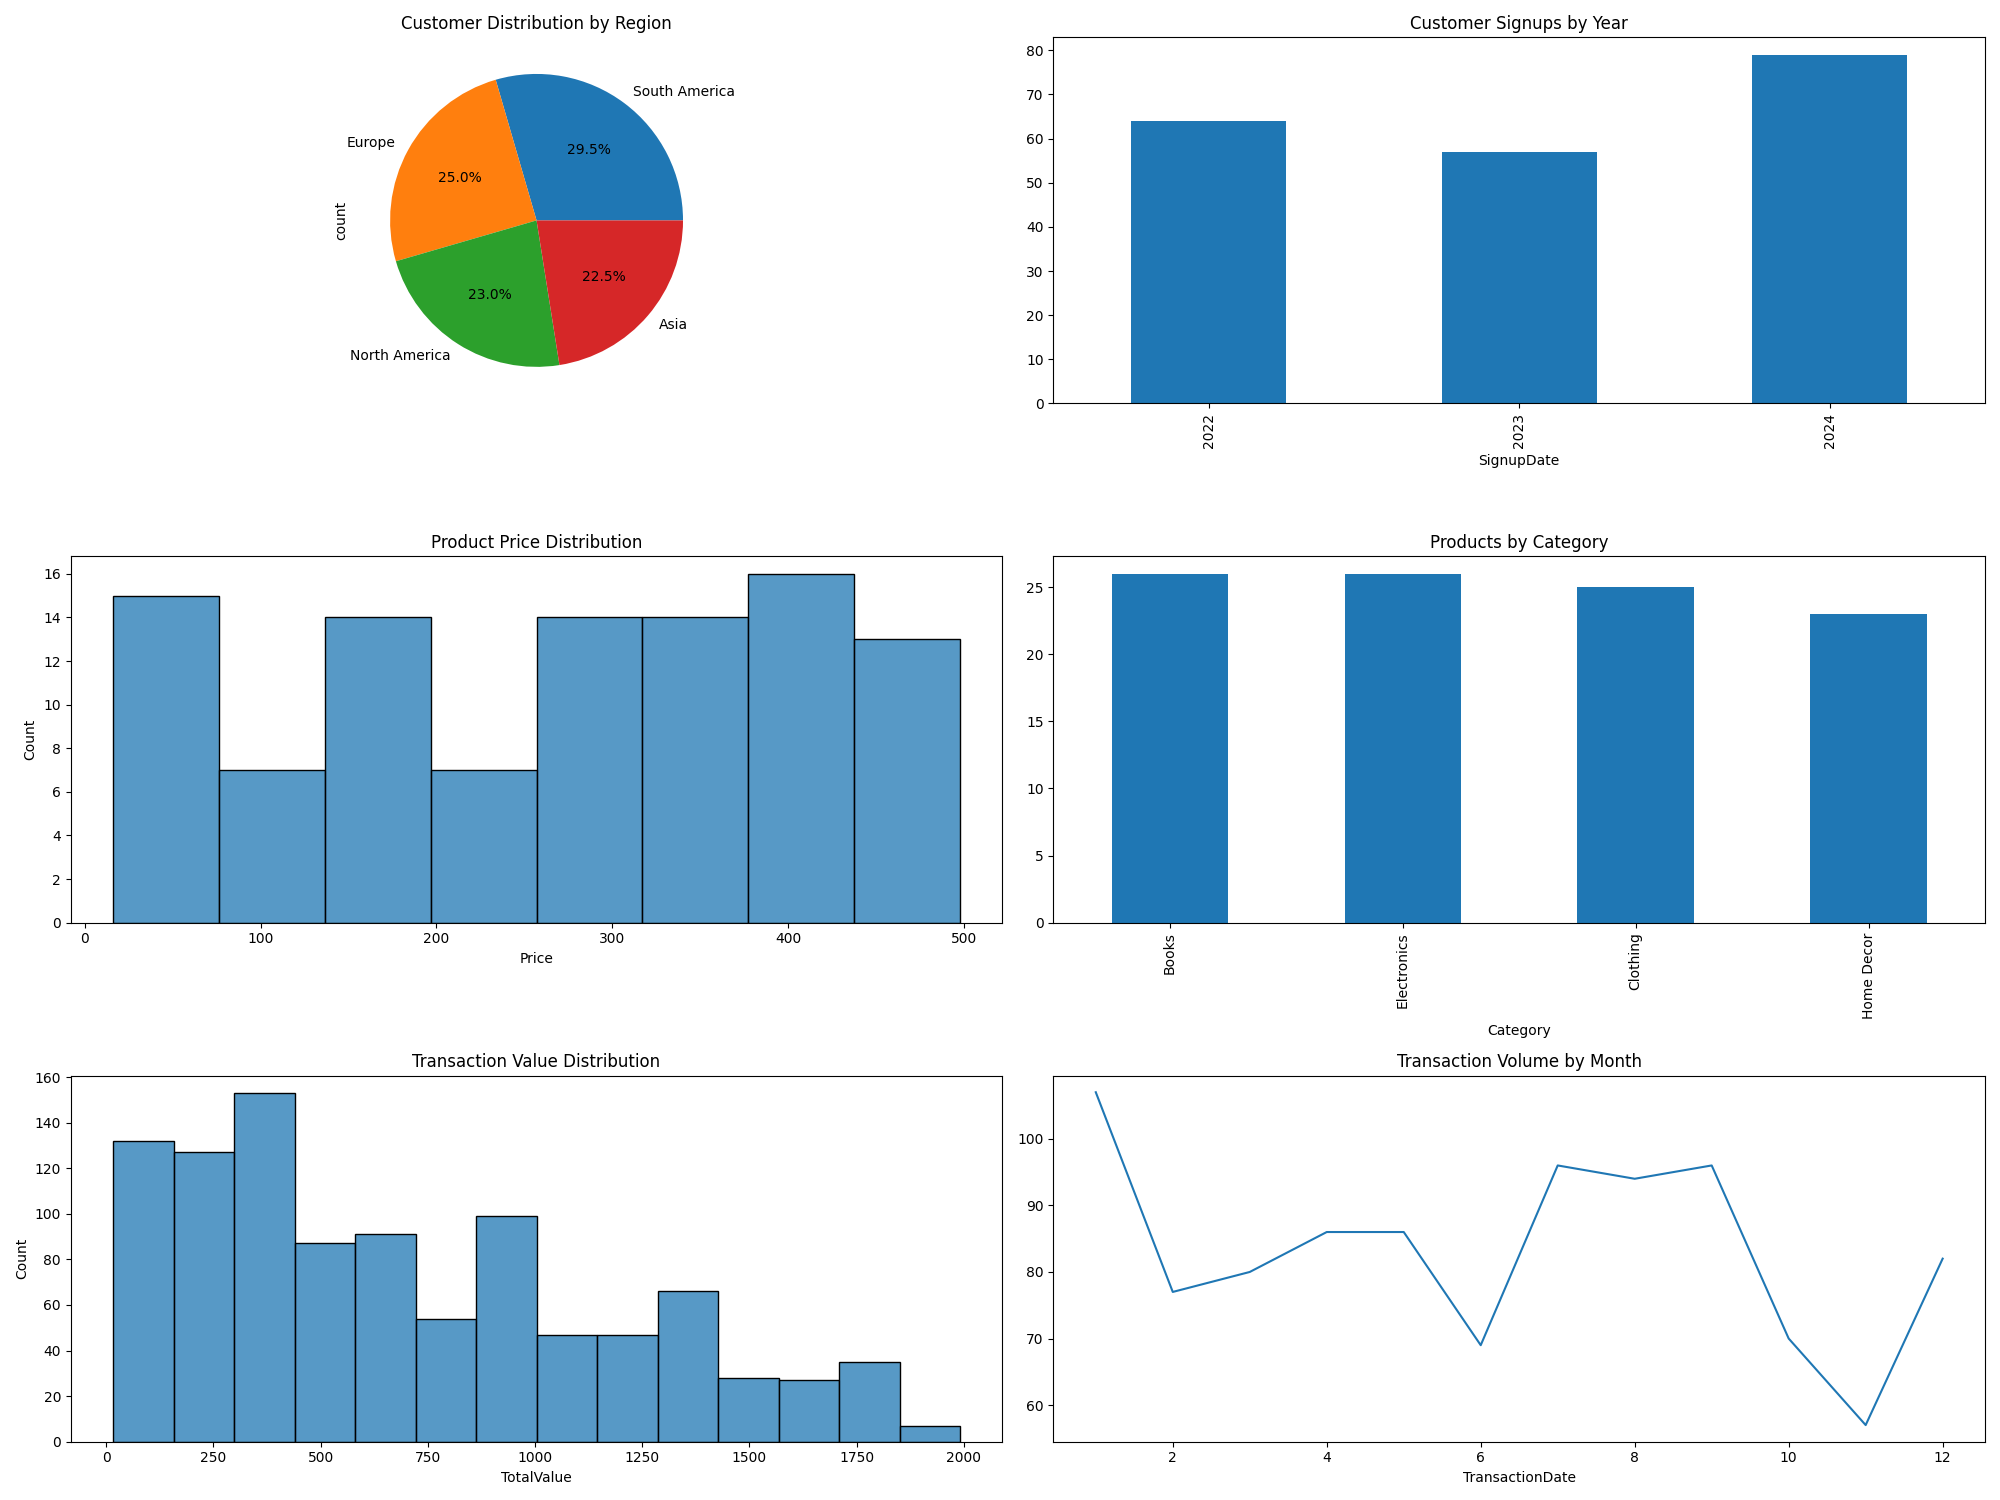 Customer Distribution by Region
South America
Europe
29.5%
25.0%
count
22.5%
23.0%
Asia
North America
Customer Signups by Year
80
70
60
50
40
30
20
10
0
2022
2023
2024
SignupDate
Product Price Distribution
16
14
12
10
8
6
4
2
0
Count
0 100 200 300 400 500
Price
Products by Category
25
20
15
10
5
0
Books
Electronics
Clothing
Home Decor
Category
Transaction Value Distribution
160
140
120
100
80
60
40
20
0
Count
0 250 500 750 1000 1250 1500 1750 2000
TotalValue
Transaction Volume by Month
100
90
80
70
60
2 4 6 8 10 12
TransactionDate